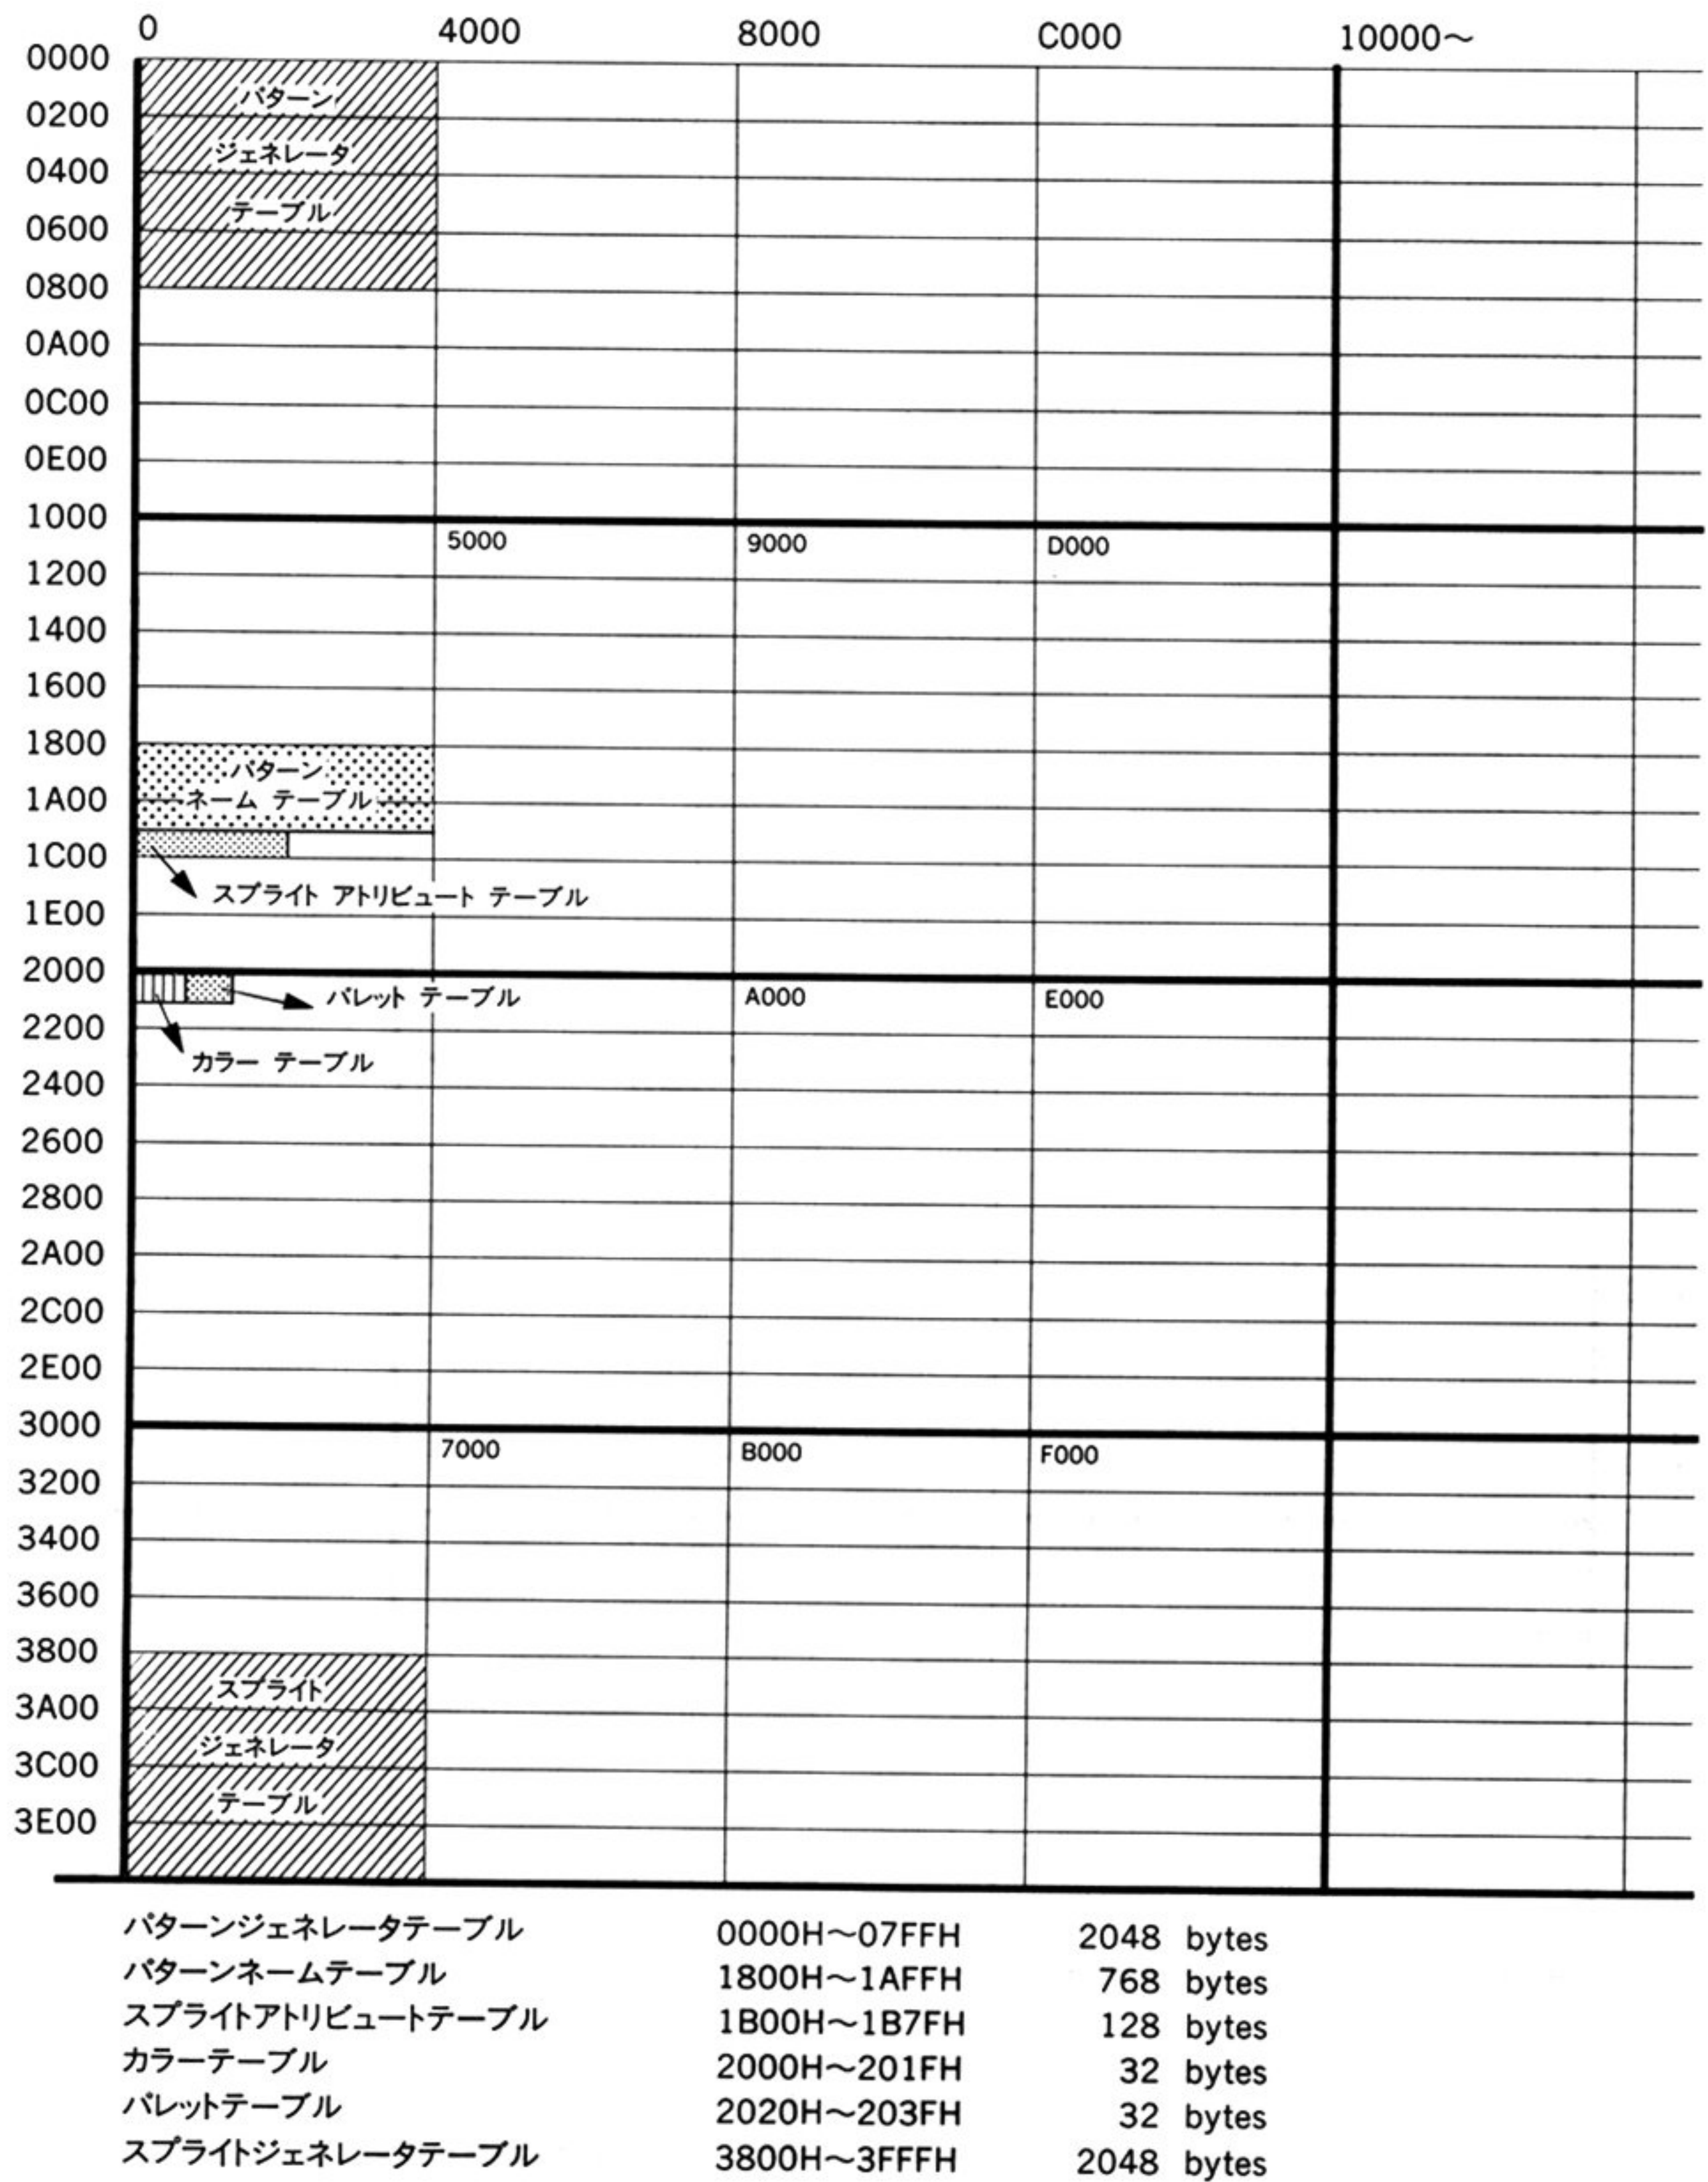 0 4000 8000 C000 10000～
0000
パターン
0200
ジェネレータ
0400
テーブル
0600
0800
0A00
0C00
0E00
1000
5000 9000 D000
1200
1400
1600
1800
パターン
1A00 ネーム テーブル
1C00
スプライト アトリビュート テーブル
1E00
2000
パレット テーブル A000 E000
2200
カラー テーブル
2400
2600
2800
2A00
2C00
2E00
3000
7000 B000 F000
3200
3400
3600
3800
スプライト
3A00
ジェネレータ
3C00
テーブル
3E00
パターンジェネレータテーブル 0000H～07FFH 2048 bytes
パターンネームテーブル 1800H～1AFFH 768 bytes
スプライトアトリビュートテーブル 1B00H～1B7FH 128 bytes
カラーテーブル 2000H～201FH 32 bytes
パレットテーブル 2020H～203FH 32 bytes
スプライトジェネレータテーブル 3800H～3FFFH 2048 bytes